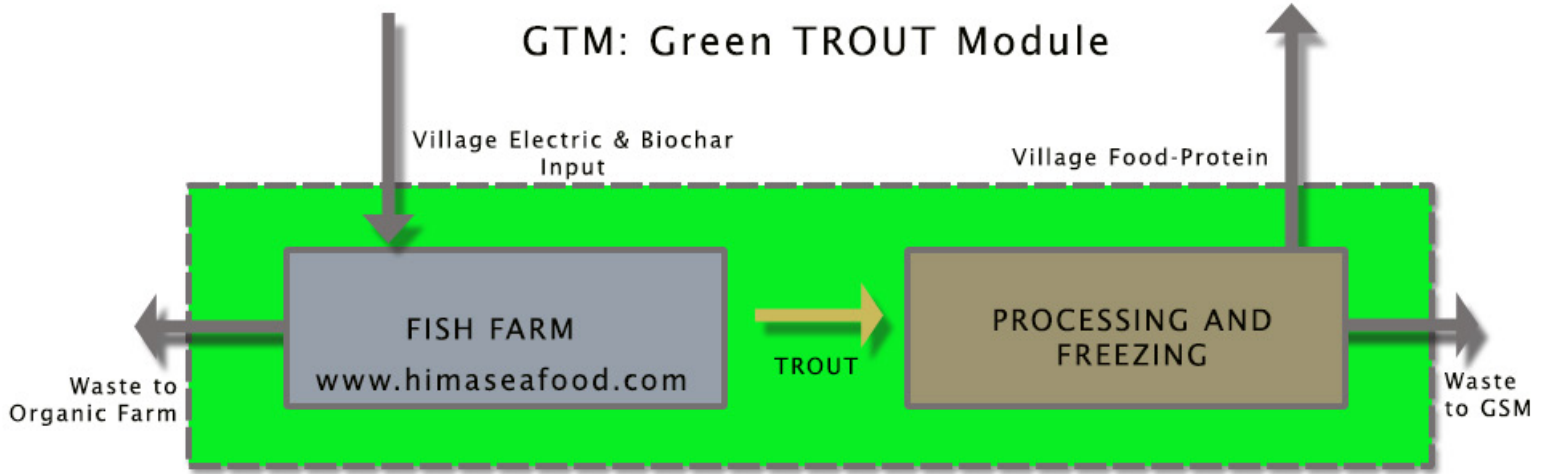 GTM: Green TROUT Module
Village Electric & Biochar
Input
Village Food-Protein
FISH FARM
www.himaseafood.com
TROUT
PROCESSING AND
FREEZING
Waste to
Organic Farm
Waste
to GSM